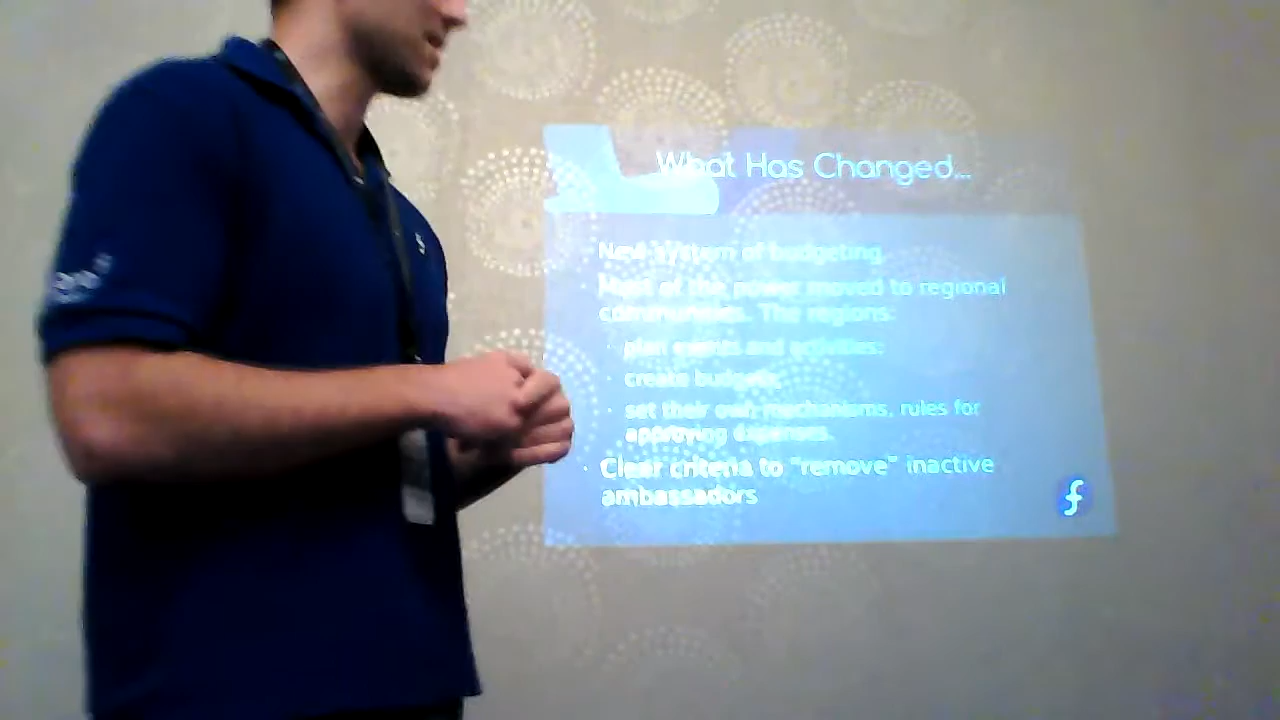 What Has Changed...
New system of budgeting
Most of the power moved to regional
communities. The regions:
plan events and activities.
create budgets,
set their own mechanisms, rules for
approving expenses.
Clear criteria to "remove" inactive
ambassadors